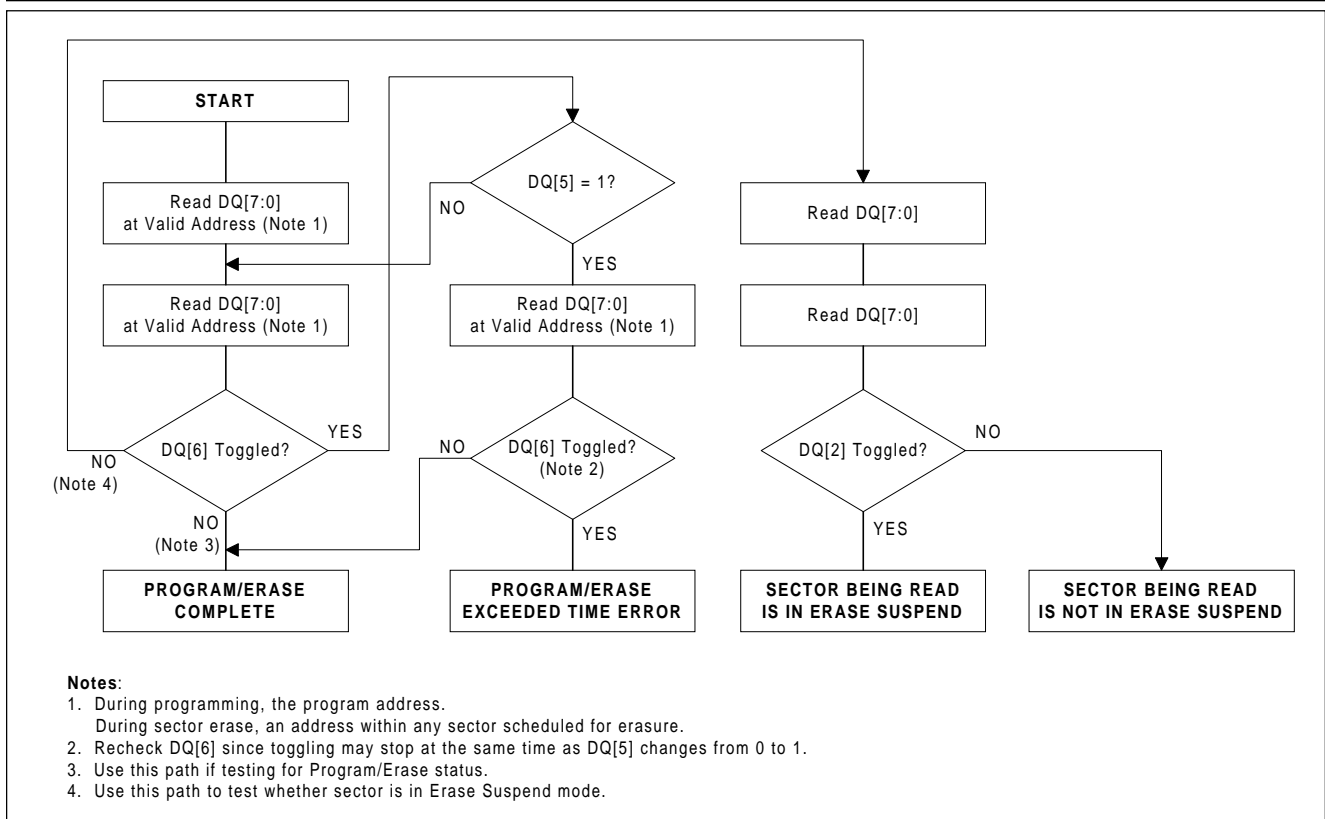 START
Read DQ[7:0]
at Valid Address (Note 1)
Read DQ[7:0]
at Valid Address (Note 1)
DQ[6] Toggled?
YES
NO
(Note 4)
NO
(Note 3)
PROGRAM/ERASE
COMPLETE
DQ[5] = 1?
NO
YES
Read DQ[7:0]
at Valid Address (Note 1)
DQ[6] Toggled?
(Note 2)
NO
YES
PROGRAM/ERASE
EXCEEDED TIME ERROR
Read DQ[7:0]
Read DQ[7:0]
DQ[2] Toggled?
NO
YES
SECTOR BEING READ
IS IN ERASE SUSPEND
SECTOR BEING READ
IS NOT IN ERASE SUSPEND
Notes:
1. During programming, the program address.
During sector erase, an address within any sector scheduled for erasure.
2. Recheck DQ[6] since toggling may stop at the same time as DQ[5] changes from 0 to 1.
3. Use this path if testing for Program/Erase status.
4. Use this path to test whether sector is in Erase Suspend mode.